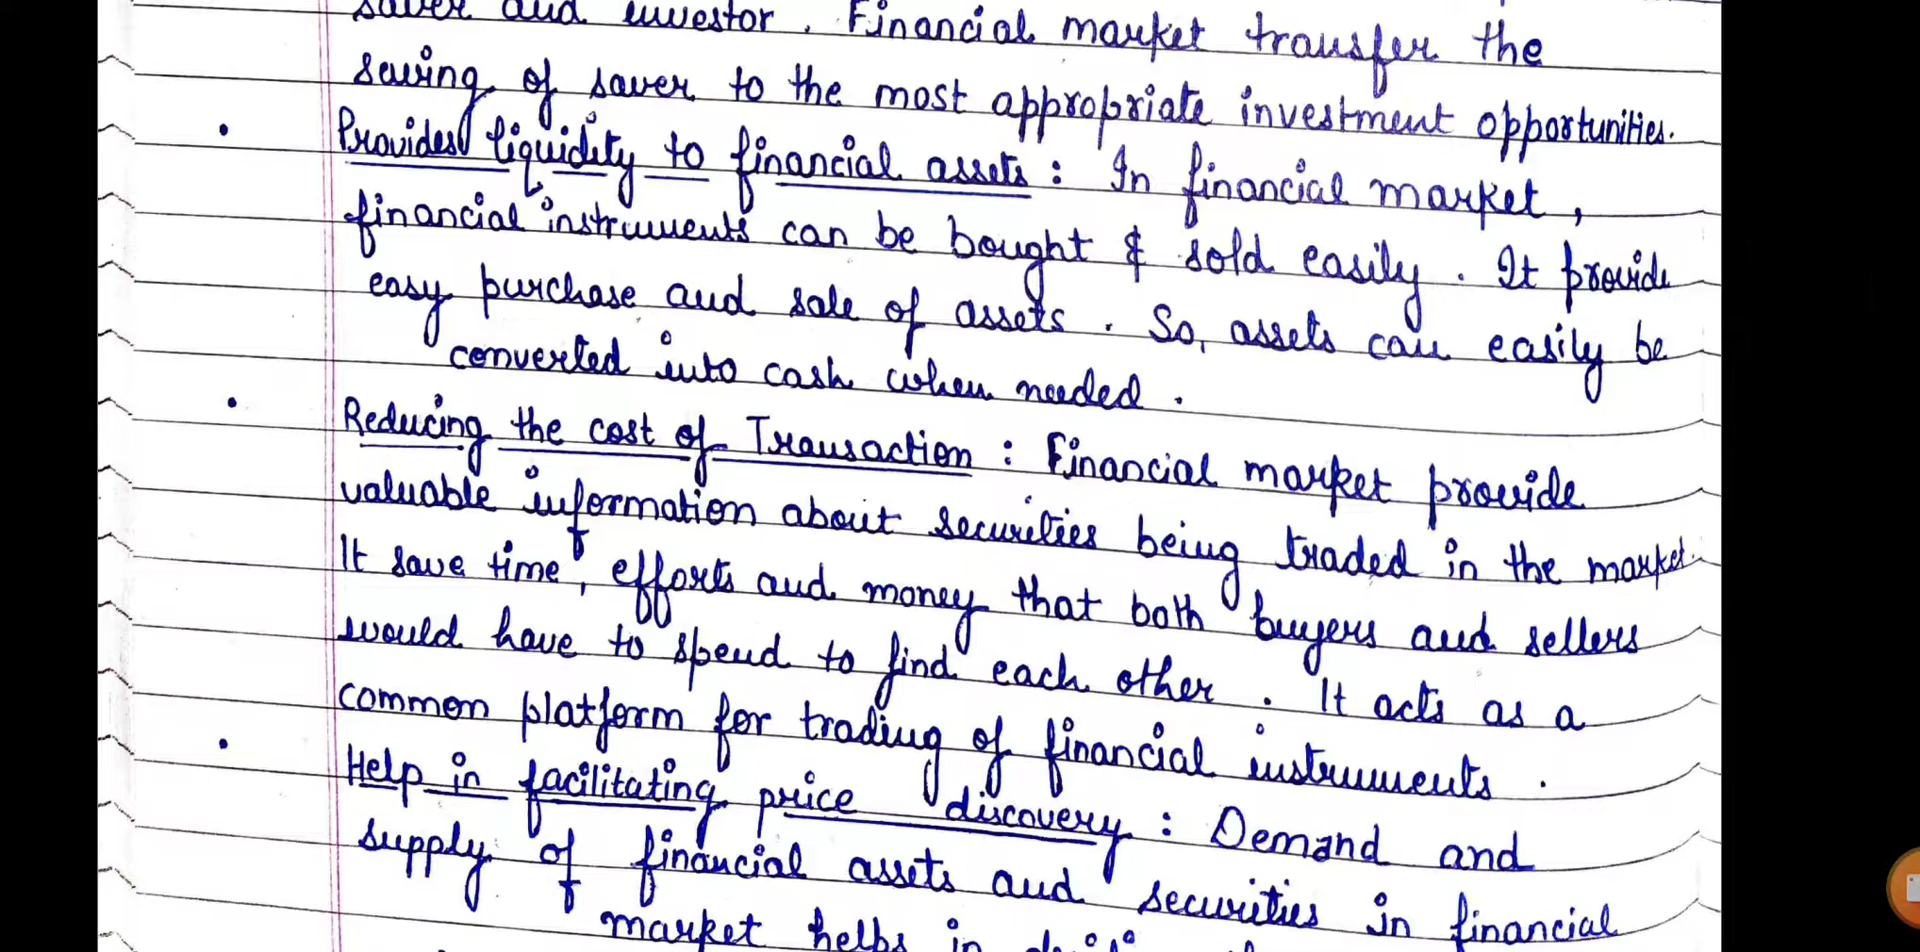 saver and investor. Financial market transfer the
saving of saver to the most appropriate investment opportunities.
• Provides liquidity to financial assets : In financial market,
financial instruments can be bought & sold easily. It provide
easy purchase and sale of assets. So, assets can easily be
converted into cash when needed.
• Reducing the cost of Transaction : Financial market provide
valuable information about securities being traded in the market.
It save time, efforts and money that both buyers and sellers
would have to spend to find each other. It acts as a
common platform for trading of financial instruments.
• Help in facilitating price discovery : Demand and
supply of financial assets and securities in financial
market helps in